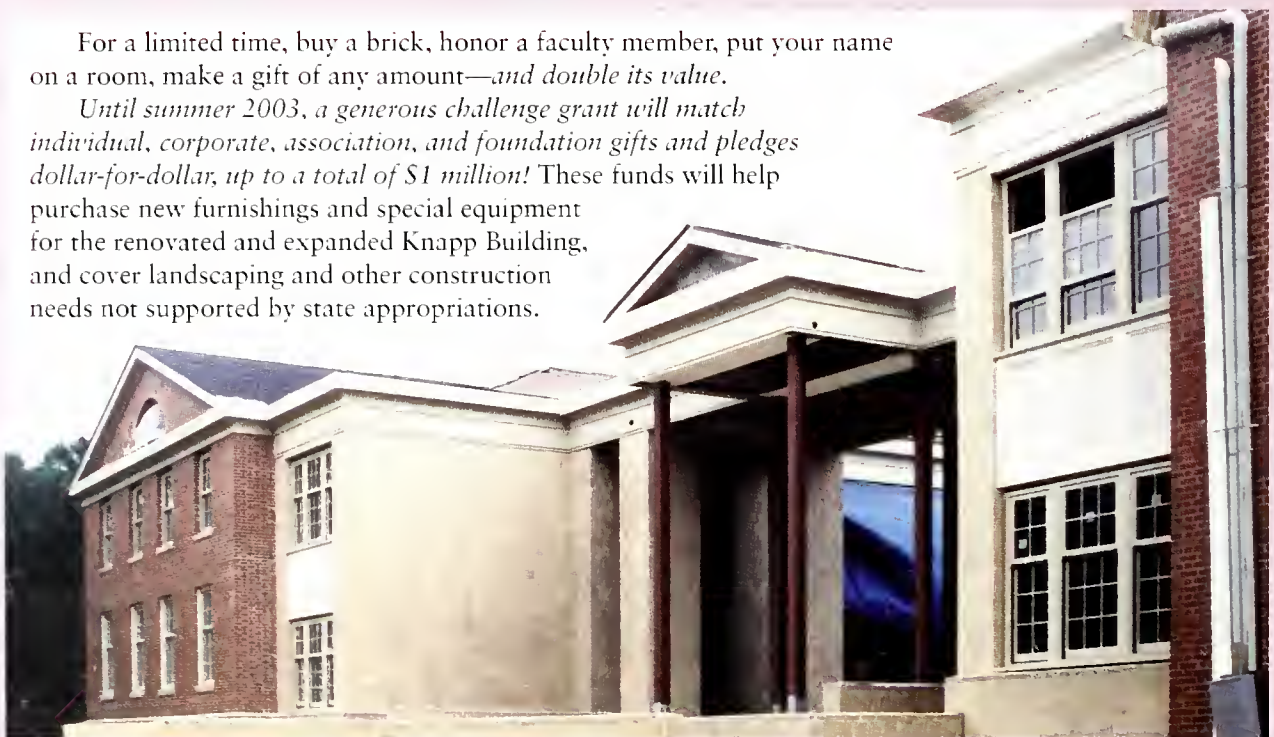 For a limited time, buy a brick, honor a faculty member, put your name
on a room, make a gift of any amount—and double its value.
Until summer 2003, a generous challenge grant will match
individual, corporate, association, and foundation gifts and pledges
dollar-for-dollar, up to a total of $1 million! These funds will help
purchase new furnishings and special equipment
for the renovated and expanded Knapp Building,
and cover landscaping and other construction
needs not supported by state appropriations.